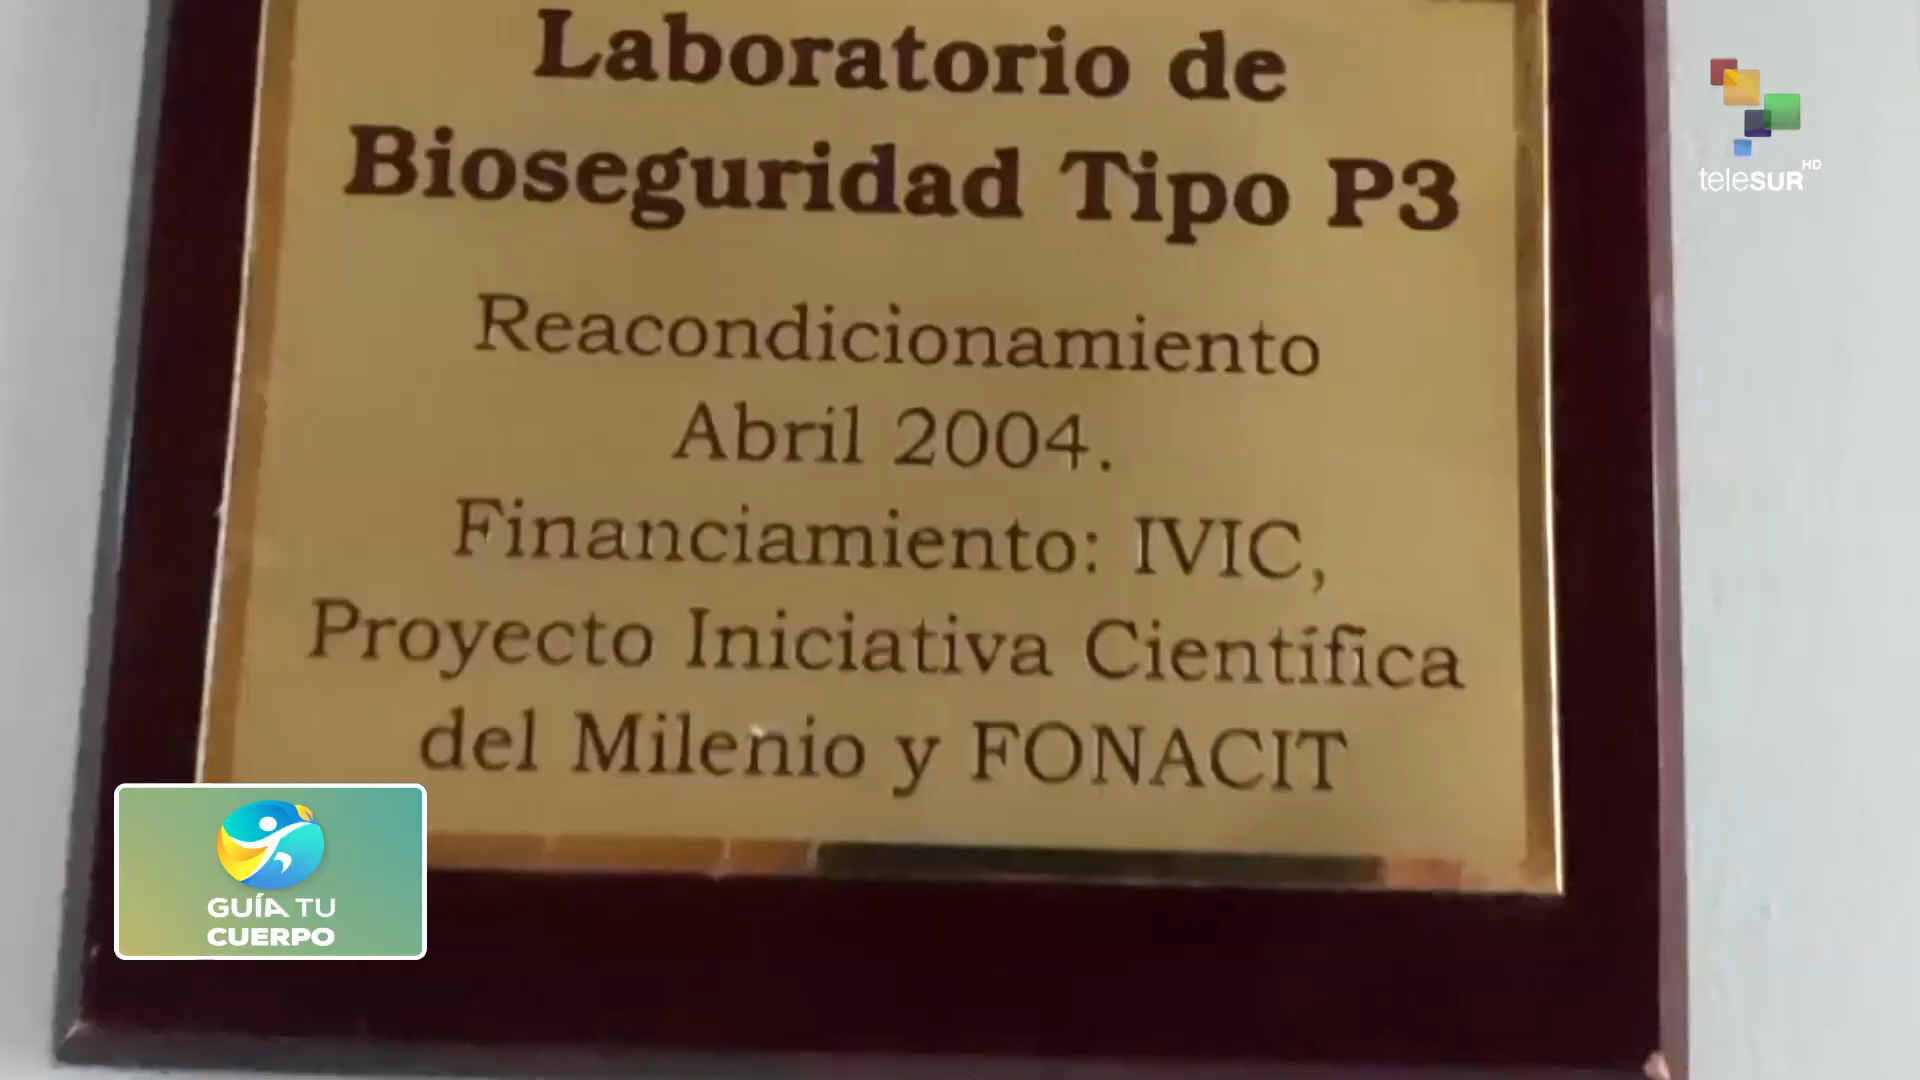 Laboratorio de
Bioseguridad Tipo P3
Reacondicionamiento
Abril 2004.
Financiamiento: IVIC,
Proyecto Iniciativa Científica
del Milenio y FONACIT
teleSUR HD
GUÍA TU
CUERPO